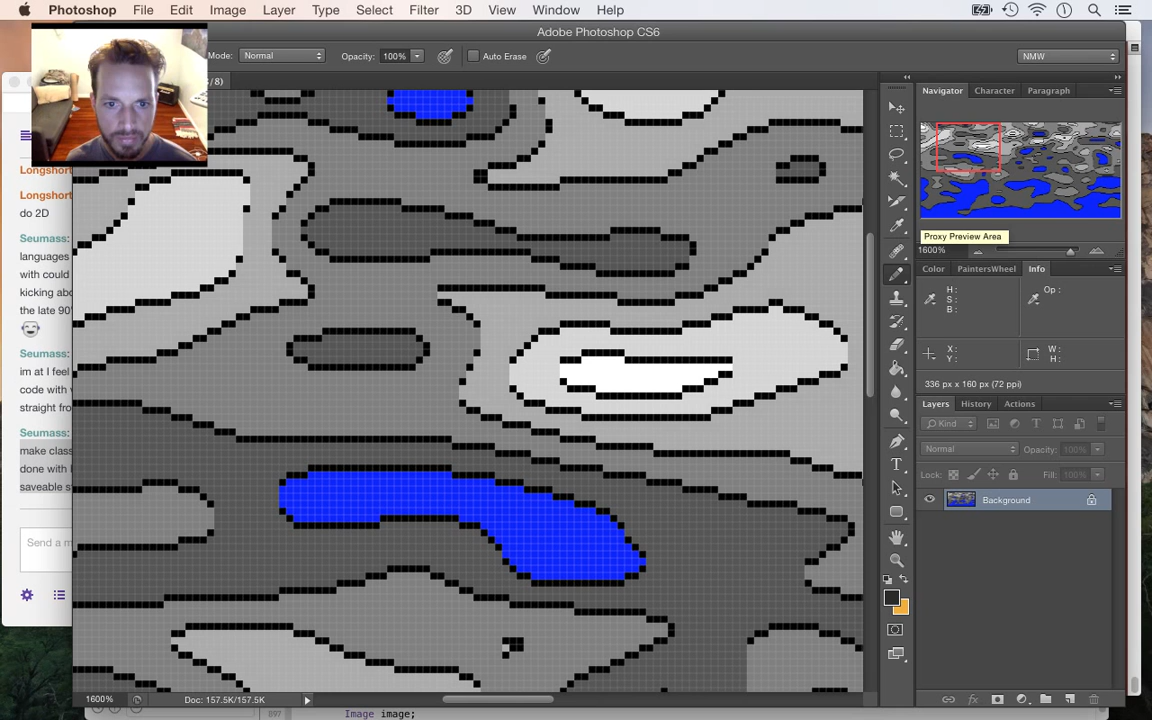 Photoshop File Edit Image Layer Type Select Filter 3D View Window Help
Adobe Photoshop CS6
Mode: Normal Opacity: 100% Auto Erase NMW
/8)
Navigator Character Paragraph
Proxy Preview Area
1600%
Color PaintersWheel Info
H:
S:
B:
Op:
X:
Y:
W:
H:
336 px x 160 px (72 ppi)
Layers History Actions
Kind
Normal Opacity: 100%
Lock: Fill: 100%
Background
Longshort
Longshort
do 2D
Seumass:
languages
with could
kicking abo
the late 90'
Seumass:
im at I feel
code with
straight fro
Seumass:
make class
done with
saveable s
Send a m
1600% Doc: 157.5K/157.5K
897 Image image;